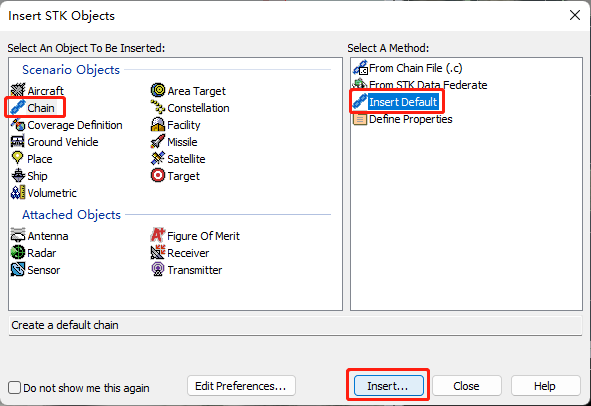 Insert STK Objects
Select An Object To Be Inserted:
Scenario Objects
Aircraft
Chain
Coverage Definition
Ground Vehicle
Place
Ship
Volumetric
Area Target
Constellation
Facility
Missile
Satellite
Target
Attached Objects
Antenna
Radar
Sensor
Figure Of Merit
Receiver
Transmitter
Select A Method:
From Chain File (.c)
From STK Data Federate
Insert Default
Define Properties
Create a default chain
Do not show me this again
Edit Preferences...
Insert...
Close
Help